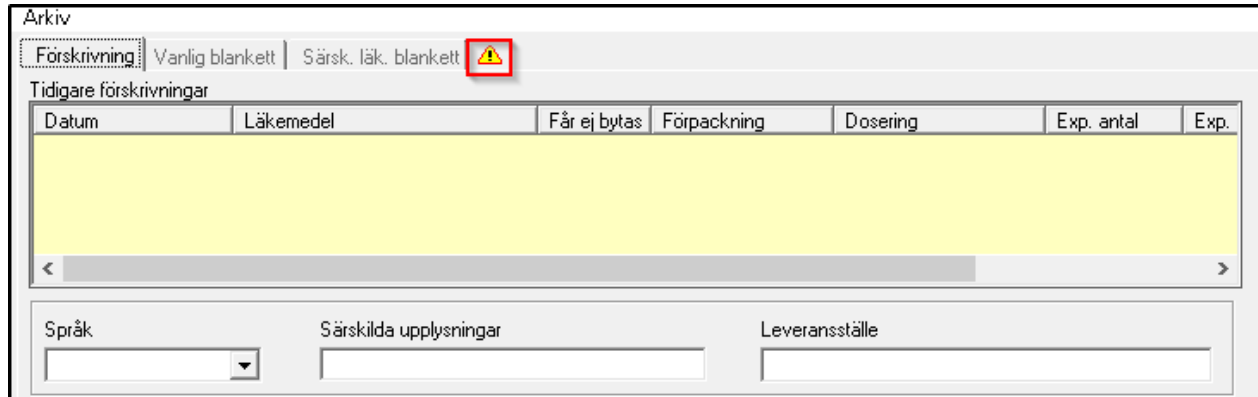 Arkiv
Förskrivning Vanlig blankett Särsk. läk. blankett
Tidigare förskrivningar
Datum Läkemedel Får ej bytas Förpackning Dosering Exp. antal Exp.
Språk Särskilda upplysningar Leveransställe